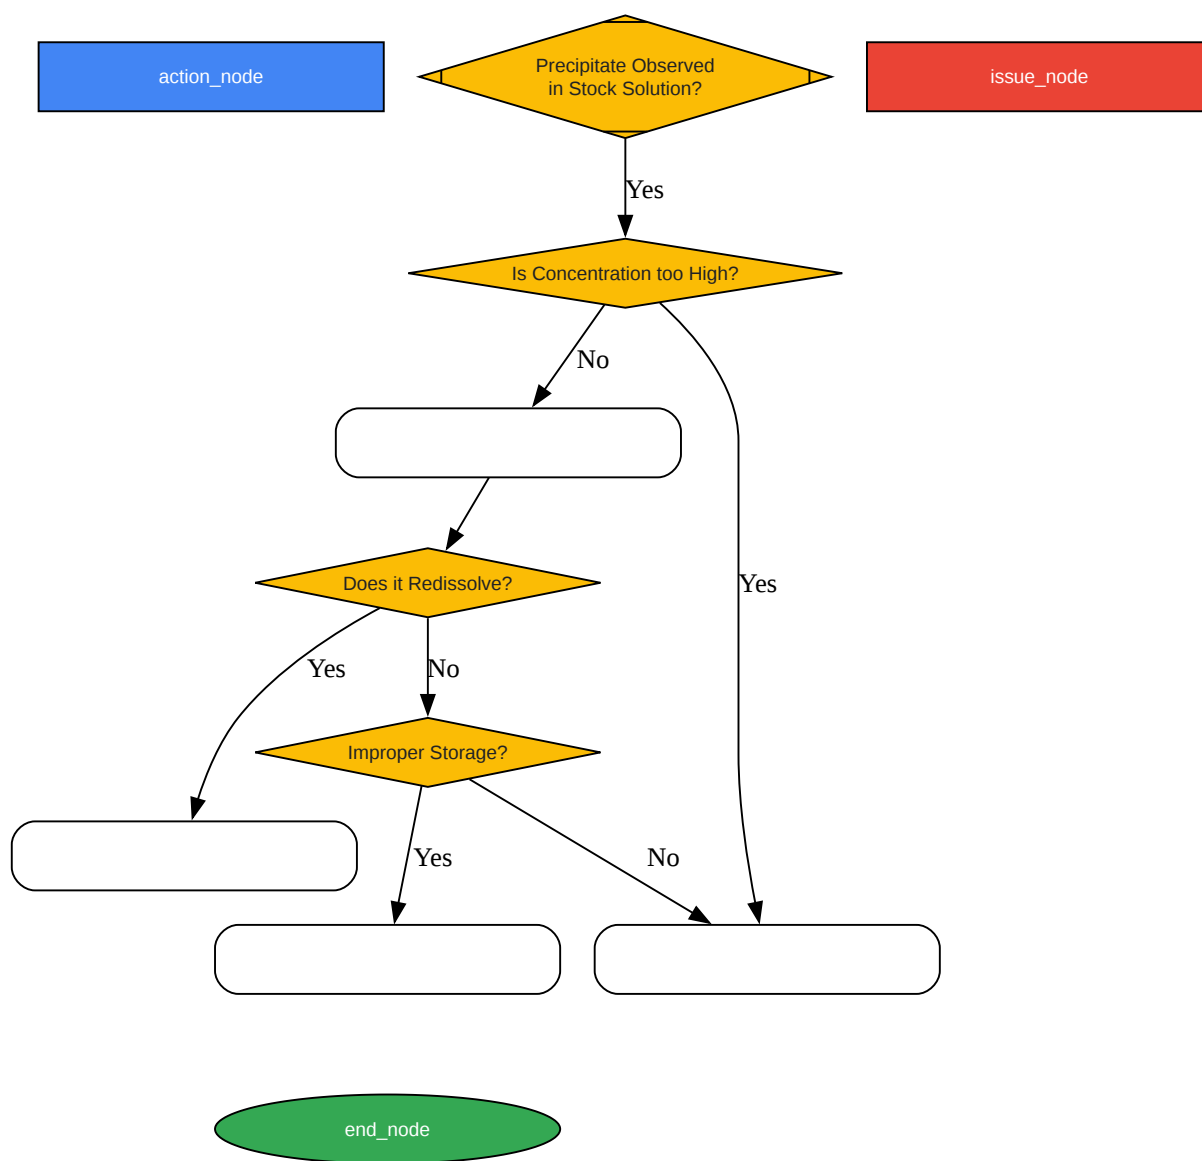 action_node
Precipitate Observed
in Stock Solution?
issue_node
Yes
Is Concentration too High?
No
Does it Redissolve?
Yes
Yes
No
Improper Storage?
Yes
No
end_node